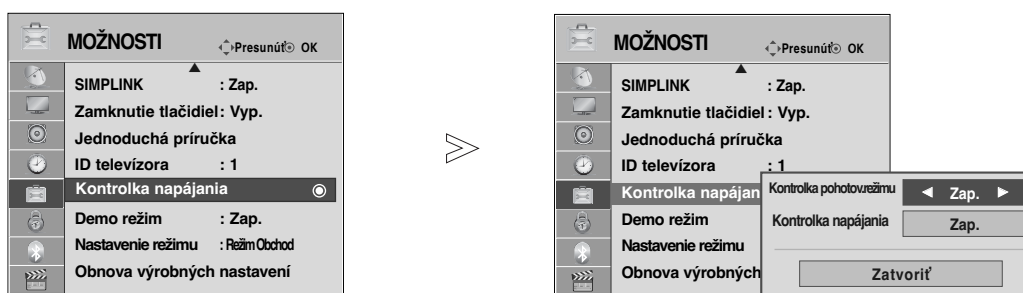 MOŽNOSTI Presunúť OK
SIMPLINK : Zap.
Zamknutie tlačidiel : Vyp.
Jednoduchá príručka
ID televízora : 1
Kontrolka napájania
Demo režim : Zap.
Nastavenie režimu : Režim Obchod
Obnova výrobných nastavení
MOŽNOSTI Presunúť OK
SIMPLINK : Zap.
Zamknutie tlačidiel : Vyp.
Jednoduchá príručka
ID televízora : 1
Kontrolka napájan
Demo režim
Nastavenie režimu
Obnova výrobných
Kontrolka pohotov.režimu Zap.
Kontrolka napájania Zap.
Zatvoriť